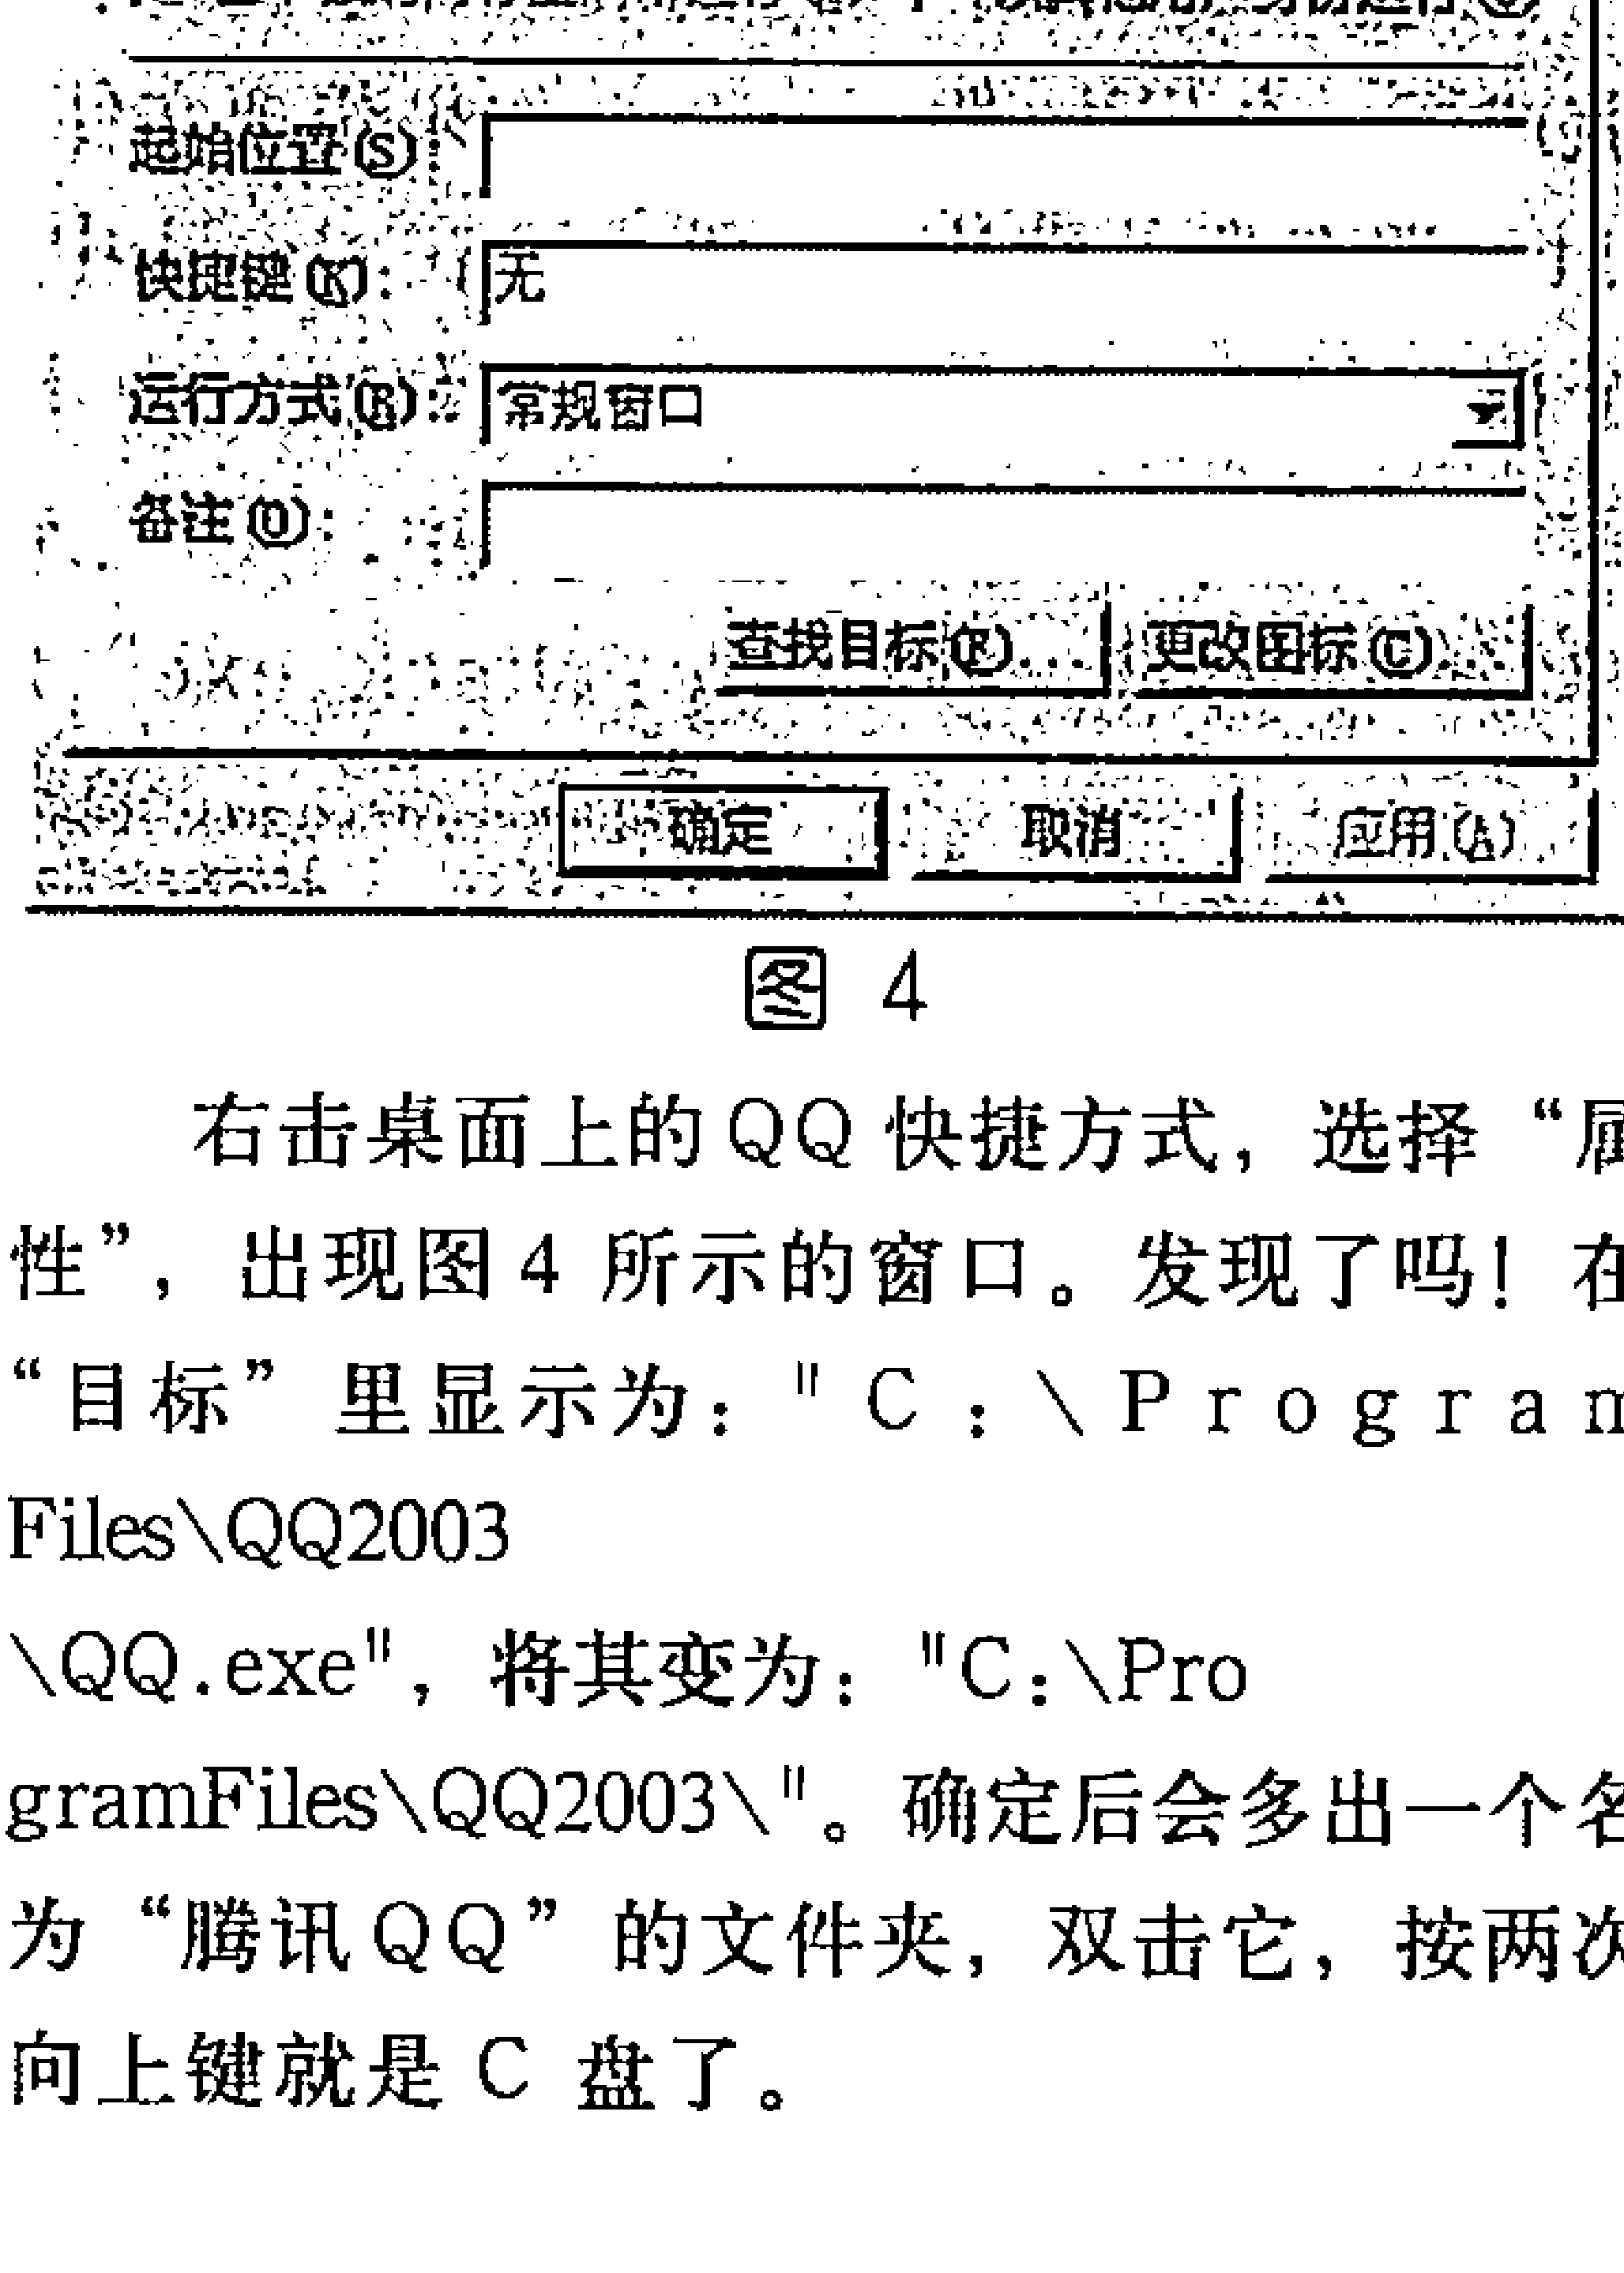 起始位置(S):
快捷键(K): 无
运行方式(R): 常规窗口
备注(O):
查找目标(F)... 更改图标(C)...
确定 取消 应用(A)
图 4
右击桌面上的QQ快捷方式，选择“属
性”，出现图4 所示的窗口。发现了吗！在
“目标”里显示为："C：\Program
Files\QQ2003
\QQ.exe"，将其变为："C：\Pro
gramFiles\QQ2003\"。确定后会多出一个名
为“腾讯QQ”的文件夹，双击它，按两次
向上键就是C 盘了。